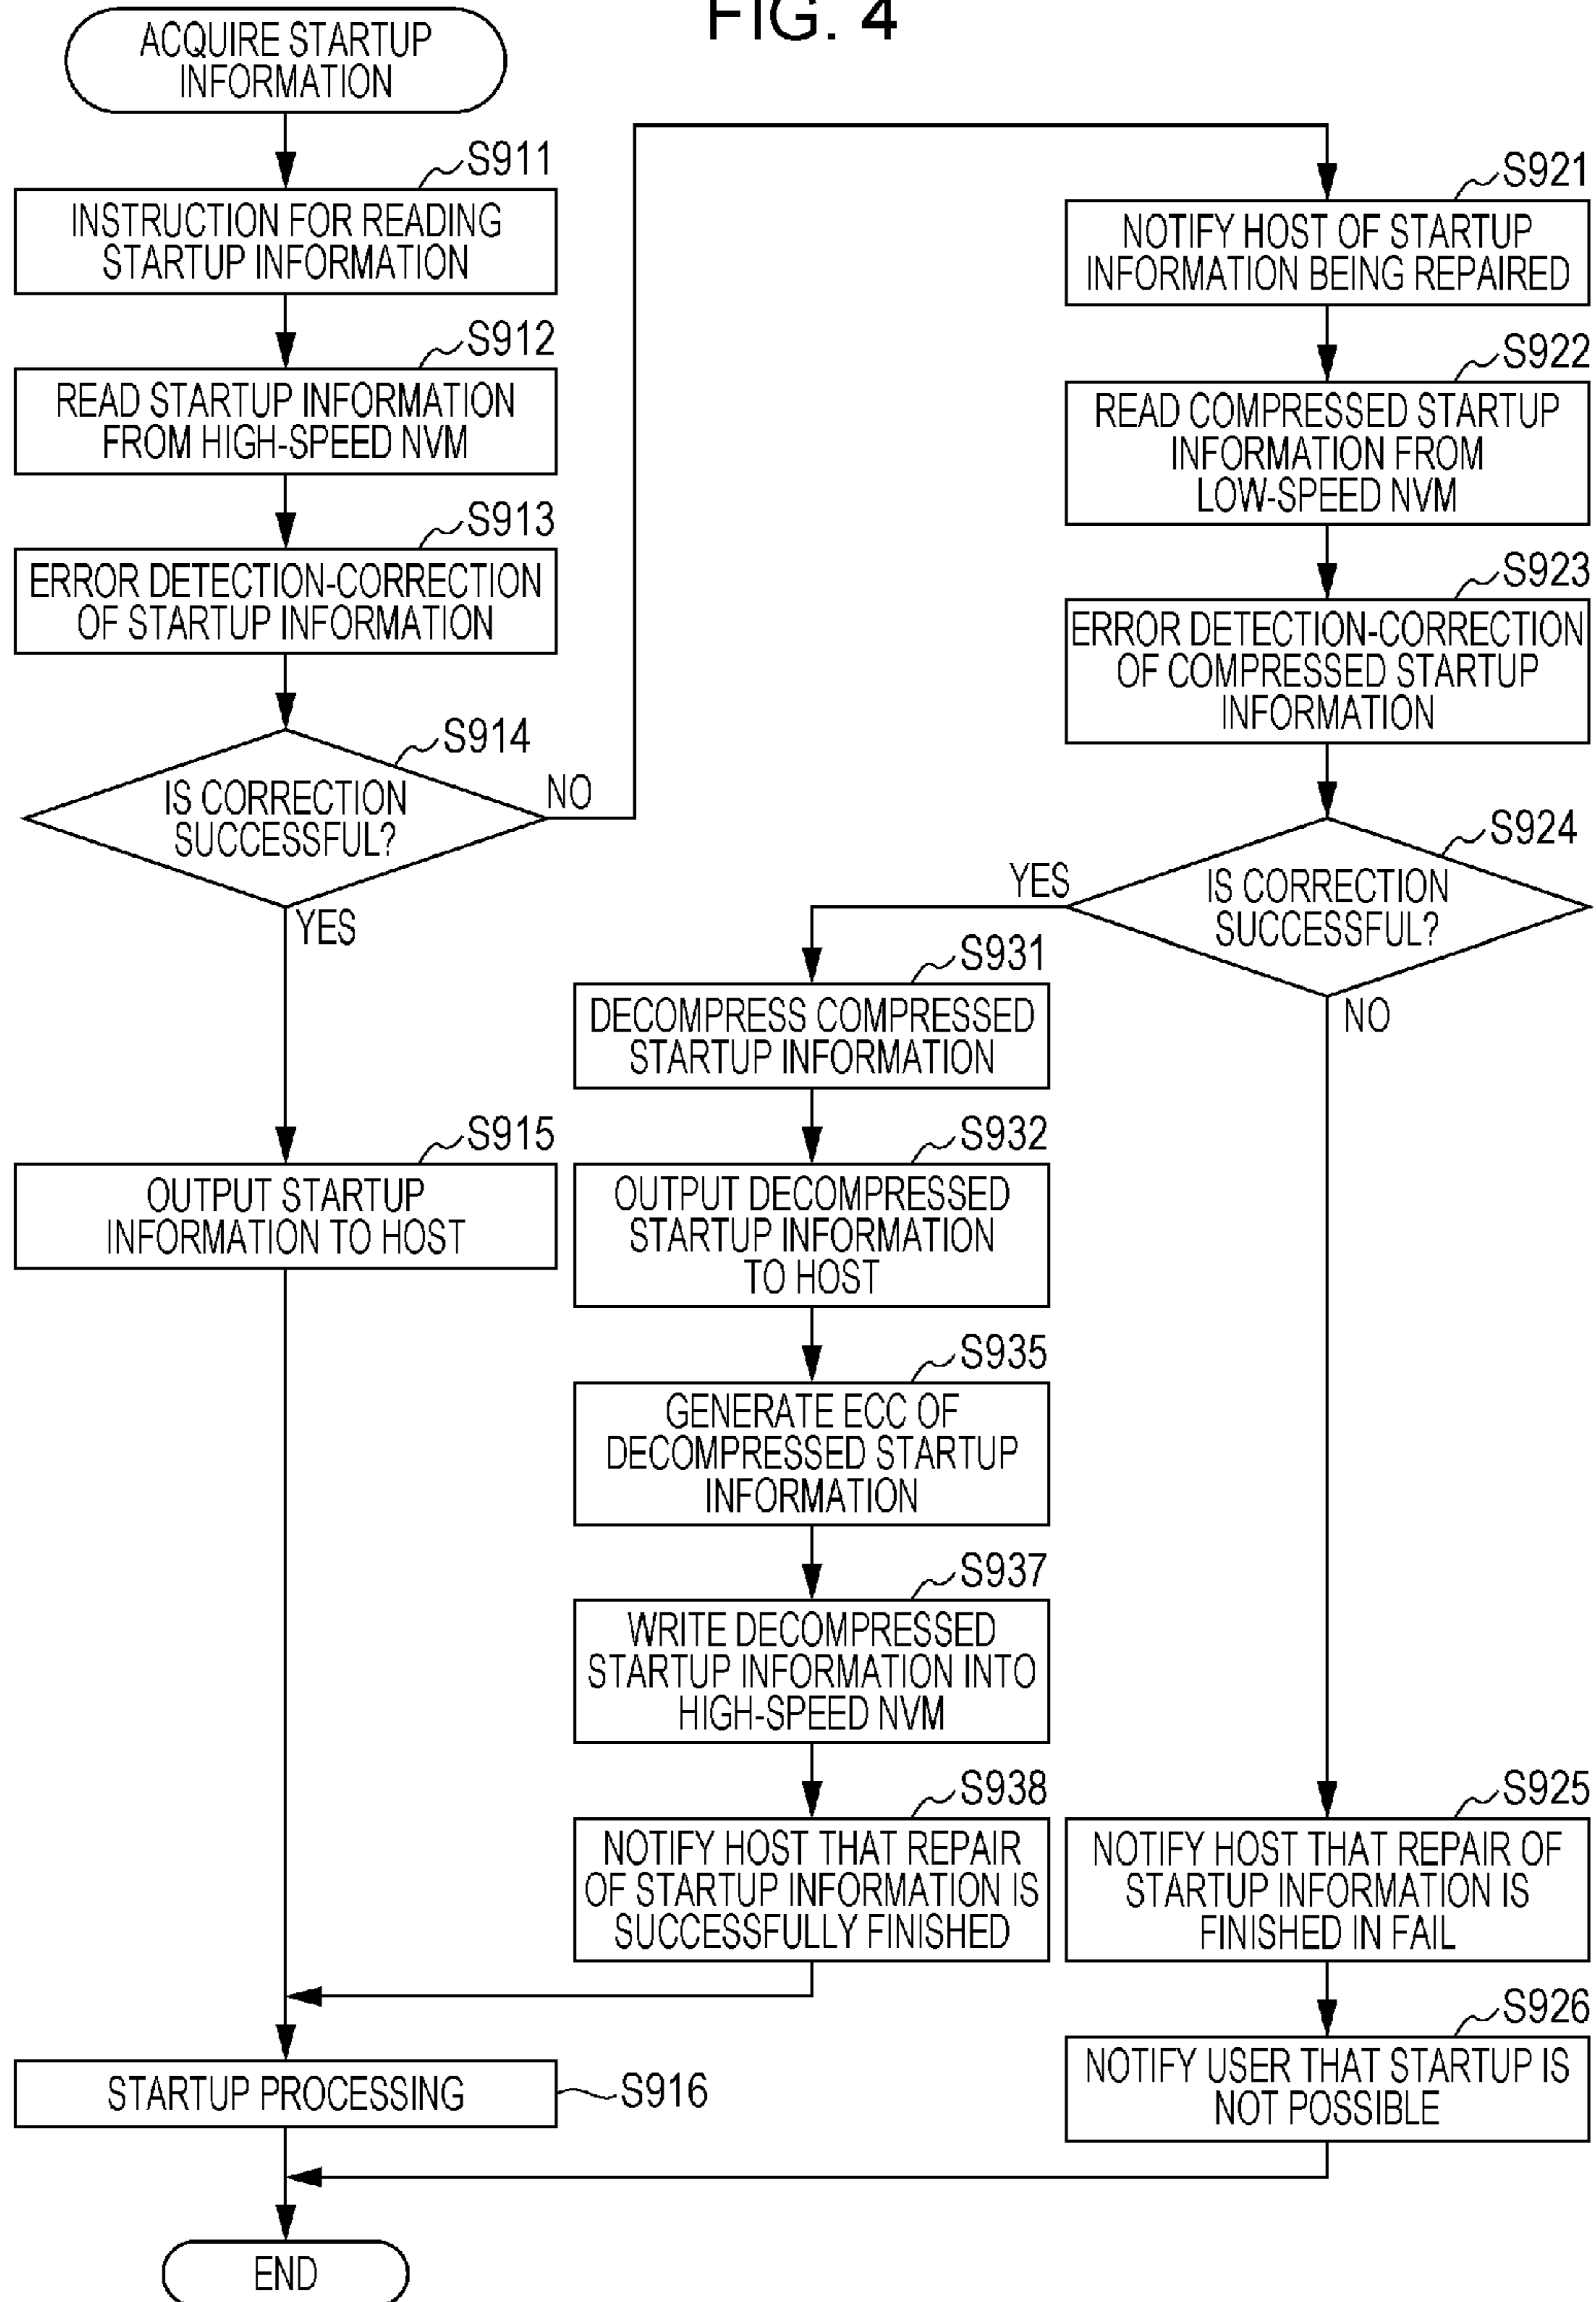 FIG. 4
ACQUIRE STARTUP
INFORMATION
S911
INSTRUCTION FOR READING
STARTUP INFORMATION
S912
READ STARTUP INFORMATION
FROM HIGH-SPEED NVM
S913
ERROR DETECTION-CORRECTION
OF STARTUP INFORMATION
S914
IS CORRECTION
SUCCESSFUL?
NO
YES
S915
OUTPUT STARTUP
INFORMATION TO HOST
S921
NOTIFY HOST OF STARTUP
INFORMATION BEING REPAIRED
S922
READ COMPRESSED STARTUP
INFORMATION FROM
LOW-SPEED NVM
S923
ERROR DETECTION-CORRECTION
OF COMPRESSED STARTUP
INFORMATION
S924
IS CORRECTION
SUCCESSFUL?
YES
NO
S931
DECOMPRESS COMPRESSED
STARTUP INFORMATION
S932
OUTPUT DECOMPRESSED
STARTUP INFORMATION
TO HOST
S935
GENERATE ECC OF
DECOMPRESSED STARTUP
INFORMATION
S937
WRITE DECOMPRESSED
STARTUP INFORMATION INTO
HIGH-SPEED NVM
S938
NOTIFY HOST THAT REPAIR
OF STARTUP INFORMATION IS
SUCCESSFULLY FINISHED
S925
NOTIFY HOST THAT REPAIR OF
STARTUP INFORMATION IS
FINISHED IN FAIL
S926
NOTIFY USER THAT STARTUP IS
NOT POSSIBLE
STARTUP PROCESSING
S916
END